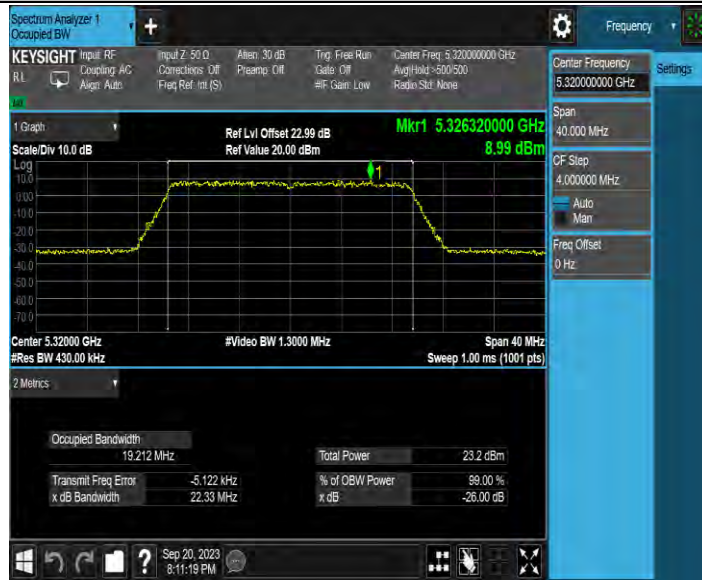 Spectrum Analyzer 1
Occupied BW
+
Frequency
KEYSIGHT Input: RF Input Z: 50 Ω Atten: 30 dB Trig: Free Run Center Freq: 5.320000000 GHz
RL Coupling: AC Corrections: Off Preamp: Off Gate: Off Avg|Hold:>500/500
Align: Auto Freq Ref: Int (S) #IF Gain: Low Radio Std: None
Center Frequency
5.320000000 GHz
Settings
Span
40.000 MHz
CF Step
4.000000 MHz
Auto
Man
Freq Offset
0 Hz
1 Graph
Ref Lvl Offset 22.99 dB Mkr1 5.326320000 GHz
Scale/Div 10.0 dB Ref Value 20.00 dBm 8.99 dBm
Log
10.0
0.00
-10.0
-20.0
-30.0
-40.0
-50.0
-60.0
-70.0
1
Center 5.32000 GHz #Video BW 1.3000 MHz Span 40 MHz
#Res BW 430.00 kHz Sweep 1.00 ms (1001 pts)
2 Metrics
Occupied Bandwidth
19.212 MHz Total Power 23.2 dBm
Transmit Freq Error -5.122 kHz % of OBW Power 99.00 %
x dB Bandwidth 22.33 MHz x dB -26.00 dB
?
Sep 20, 2023
8:11:19 PM